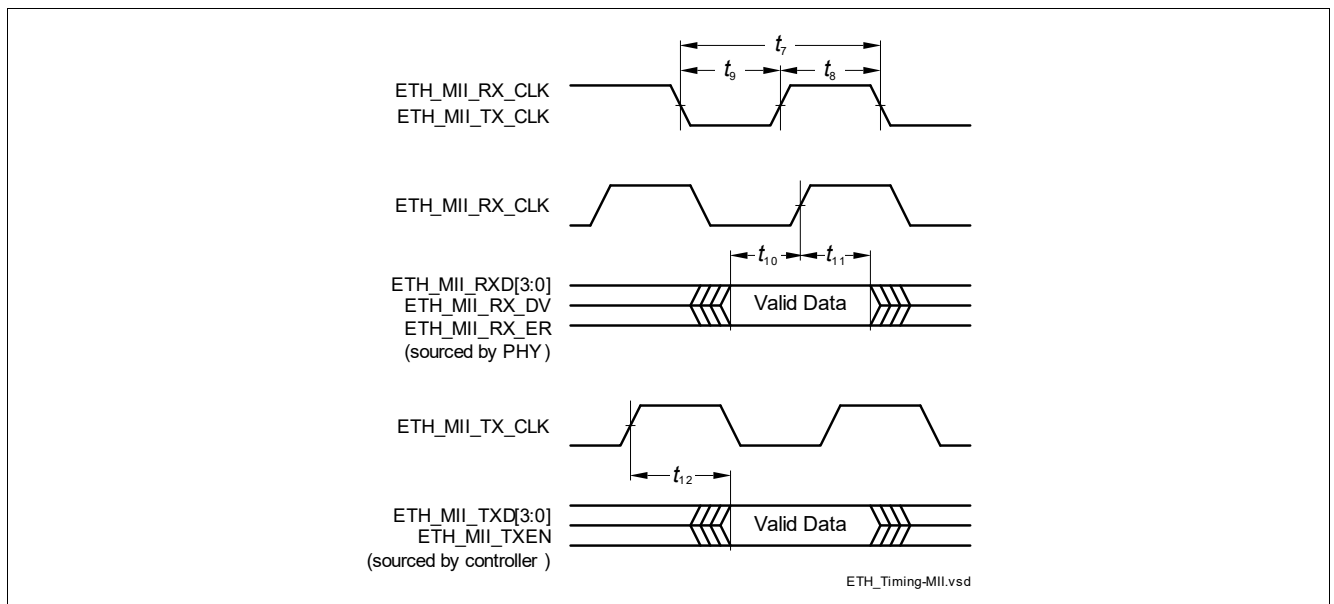 t7
t9
t8
ETH_MII_RX_CLK
ETH_MII_TX_CLK
ETH_MII_RX_CLK
t10
t11
ETH_MII_RXD[3:0]
ETH_MII_RX_DV
Valid Data
ETH_MII_RX_ER
(sourced by PHY )
ETH_MII_TX_CLK
t12
ETH_MII_TXD[3:0]
Valid Data
ETH_MII_TXEN
(sourced by controller )
ETH_Timing-MII.vsd